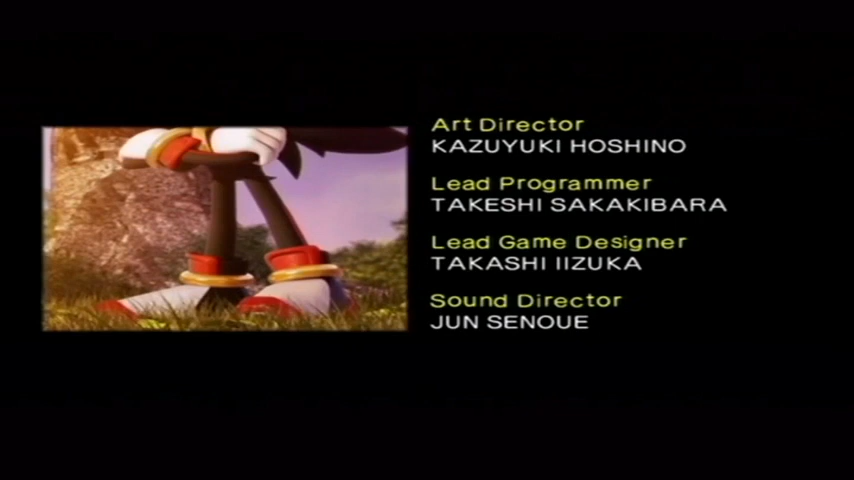 Art Director
KAZUYUKI HOSHINO
Lead Programmer
TAKESHI SAKAKIBARA
Lead Game Designer
TAKASHI IIZUKA
Sound Director
JUN SENOUE